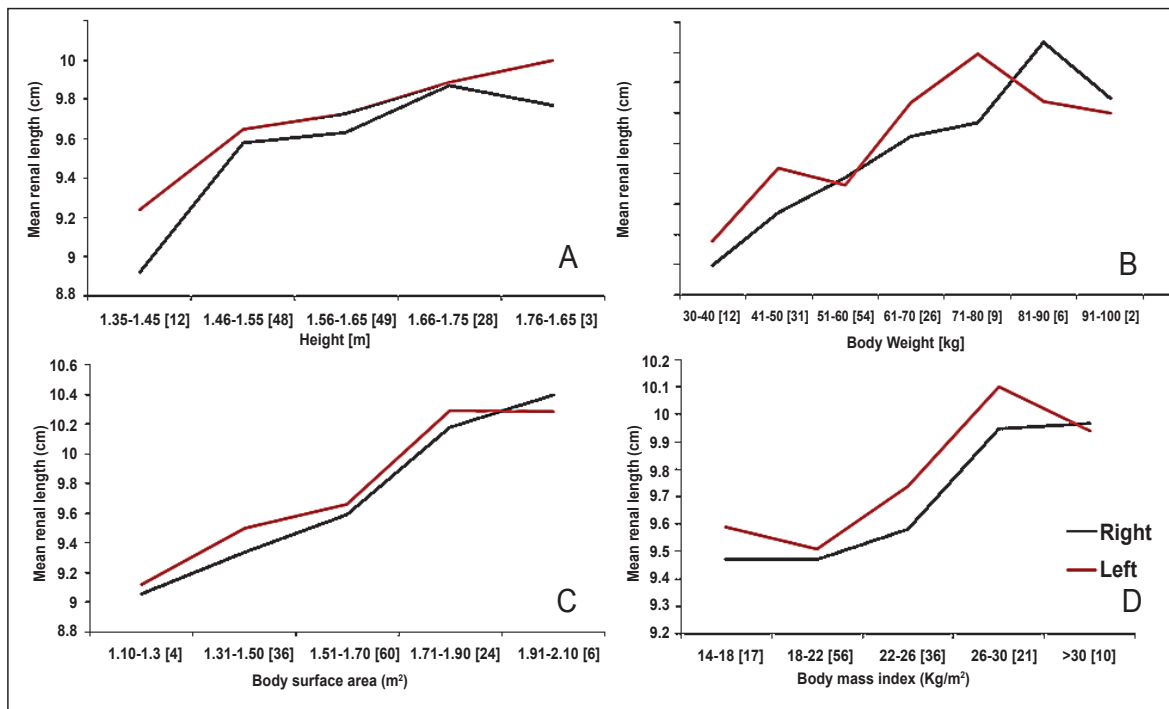 Mean renal length (cm)
10
9.8
9.6
9.4
9.2
9
8.8
A
1.35-1.45 [12] 1.46-1.55 [48] 1.56-1.65 [49] 1.66-1.75 [28] 1.76-1.65 [3]
Height [m]
Mean renal length (cm)
B
30-40 [12] 41-50 [31] 51-60 [54] 61-70 [26] 71-80 [9] 81-90 [6] 91-100 [2]
Body Weight [kg]
Mean renal length (cm)
10.6
10.4
10.2
10
9.6
9.4
9.2
9
8.8
C
1.10-1.3 [4] 1.31-1.50 [36] 1.51-1.70 [60] 1.71-1.90 [24] 1.91-2.10 [6]
Body surface area (m²)
Mean renal length (cm)
10.2
10.1
10
9.9
9.8
9.7
9.6
9.5
9.4
9.3
9.2
Right
Left
D
14-18 [17] 18-22 [56] 22-26 [36] 26-30 [21] >30 [10]
Body mass index (Kg/m²)